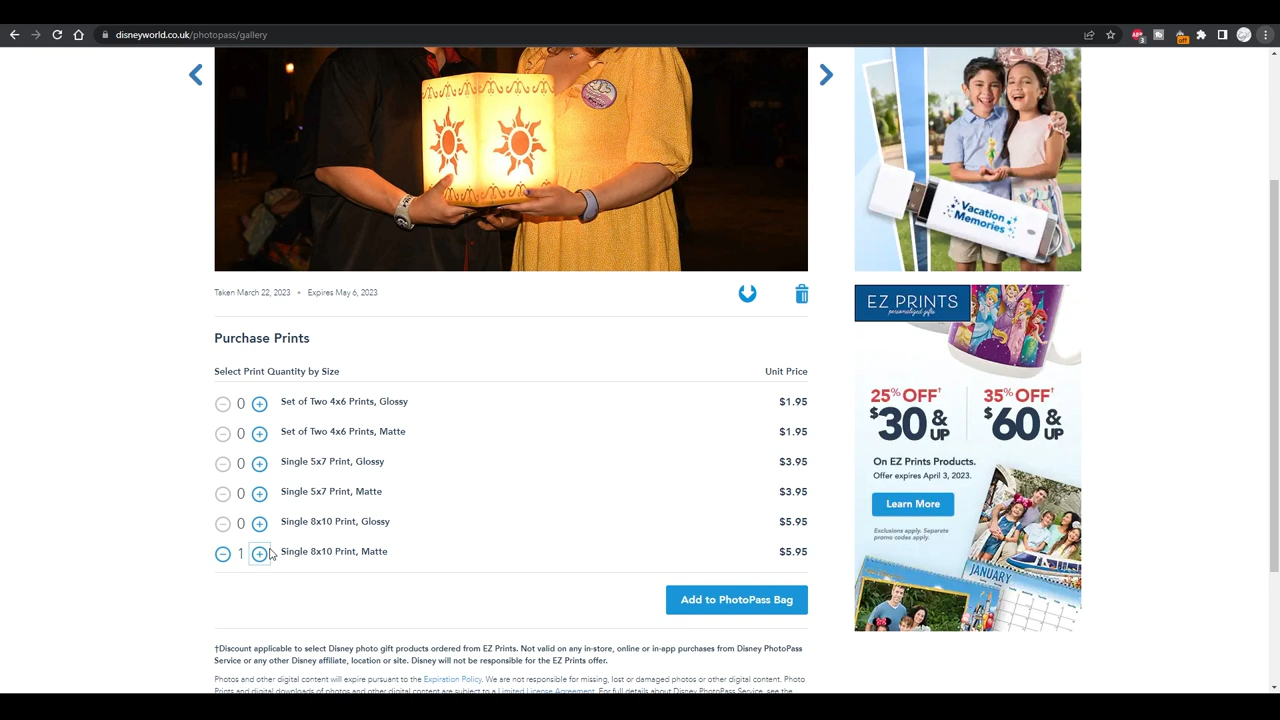 disneyworld.co.uk/photopass/gallery
3
off
Vacation
Memories
Taken March 22, 2023 • Expires May 6, 2023
EZ PRINTS
personalized gifts
Purchase Prints
Select Print Quantity by Size
Unit Price
0 Set of Two 4x6 Prints, Glossy $1.95
0 Set of Two 4x6 Prints, Matte $1.95
0 Single 5x7 Print, Glossy $3.95
0 Single 5x7 Print, Matte $3.95
0 Single 8x10 Print, Glossy $5.95
1 Single 8x10 Print, Matte $5.95
Add to PhotoPass Bag
25% OFF† 35% OFF†
$30 & UP $60 & UP
On EZ Prints Products.
Offer expires April 3, 2023.
Learn More
Exclusions apply. Separate
promo codes apply.
JANUARY
†Discount applicable to select Disney photo gift products ordered from EZ Prints. Not valid on any in-store, online or in-app purchases from Disney PhotoPass
Service or any other Disney affiliate, location or site. Disney will not be responsible for the EZ Prints offer.
Photos and other digital content will expire pursuant to the Expiration Policy. We are not responsible for missing, lost or damaged photos or other digital content. Photo
Prints and digital downloads of photos and other digital content are subject to a Limited License Agreement. For full details about Disney PhotoPass Service, see the